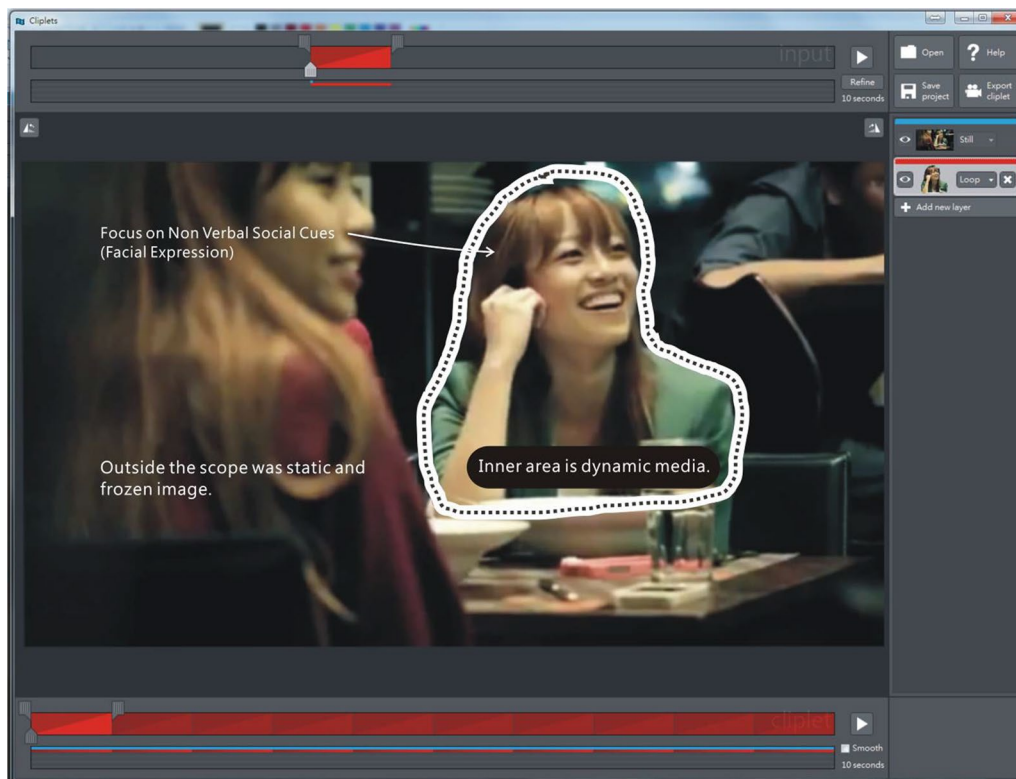 Cliplets
input
Refine
10 seconds
Open
Help
Save
project
Export
cliplet
Still
Loop
Add new layer
Focus on Non Verbal Social Cues
(Facial Expression)
Outside the scope was static and
frozen image.
Inner area is dynamic media.
cliplet
Smooth
10 seconds